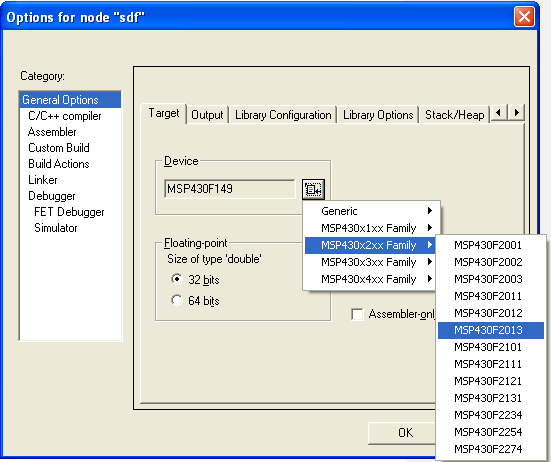 Options for node "sdf"
Category:
General Options
C/C++ compiler
Assembler
Custom Build
Build Actions
Linker
Debugger
FET Debugger
Simulator
Target
Output
Library Configuration
Library Options
Stack/Heap
Device
MSP430F149
Generic
MSP430x1xx Family
MSP430x2xx Family
MSP430x3xx Family
MSP430x4xx Family
MSP430F2001
MSP430F2002
MSP430F2003
MSP430F2011
MSP430F2012
MSP430F2013
MSP430F2101
MSP430F2111
MSP430F2121
MSP430F2131
MSP430F2234
MSP430F2254
MSP430F2274
Floating-point
Size of type 'double'
32 bits
64 bits
Assembler-onl
OK